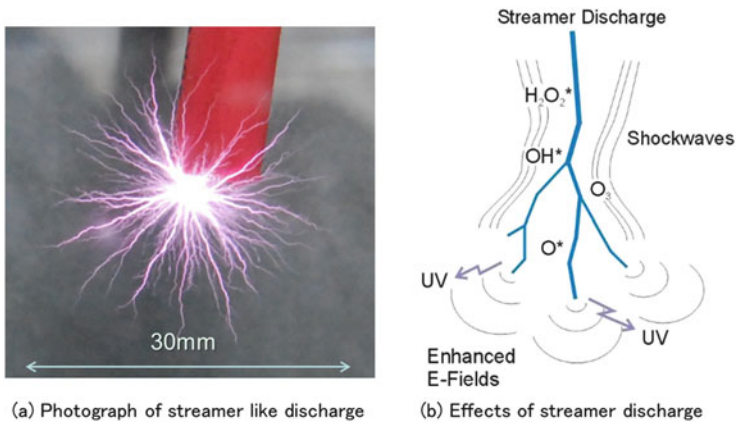 30mm
(a) Photograph of streamer like discharge
Streamer Discharge
H₂O₂*
OH*
Shockwaves
O₃
O*
UV
UV
Enhanced
E-Fields
(b) Effects of streamer discharge